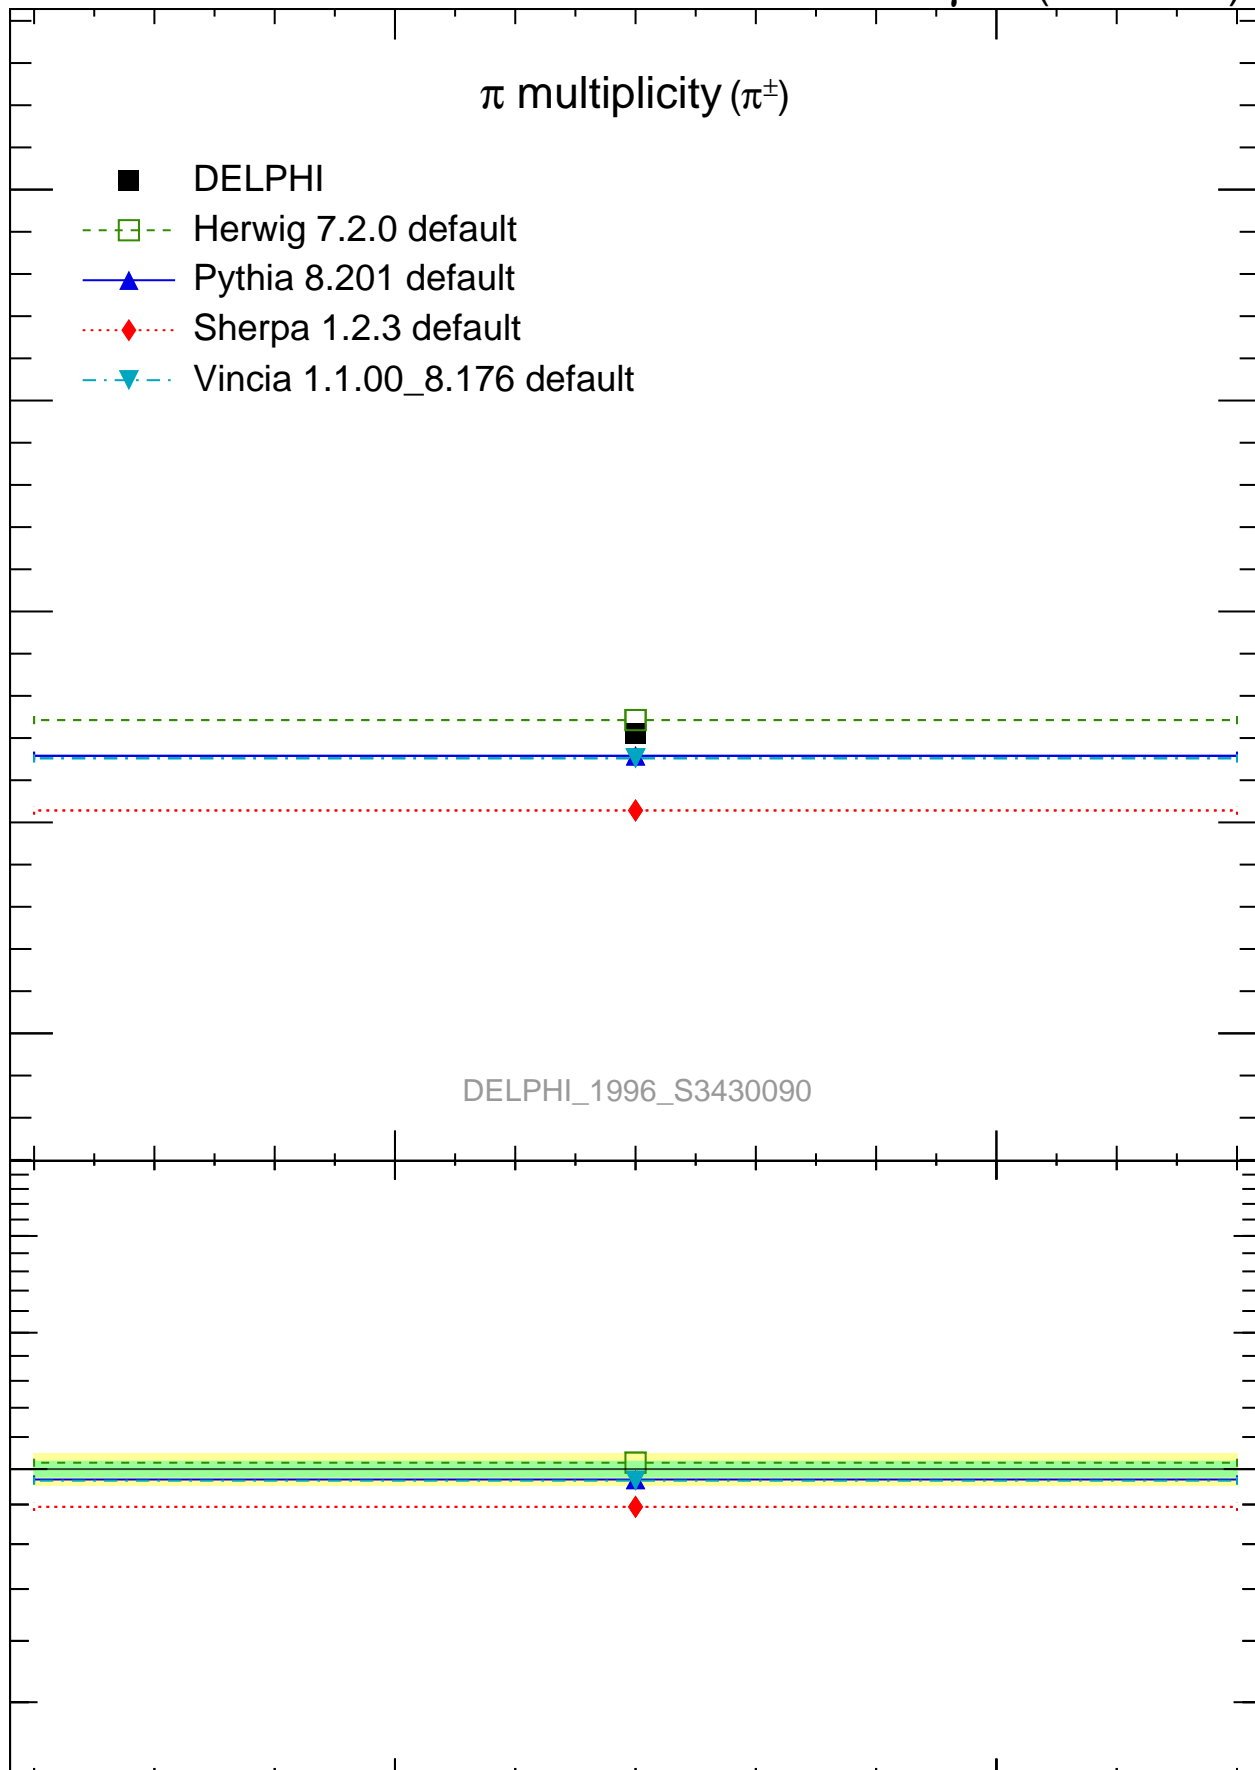 π multiplicity (π±)
DELPHI
Herwig 7.2.0 default
Pythia 8.201 default
Sherpa 1.2.3 default
Vincia 1.1.00_8.176 default
DELPHI_1996_S3430090